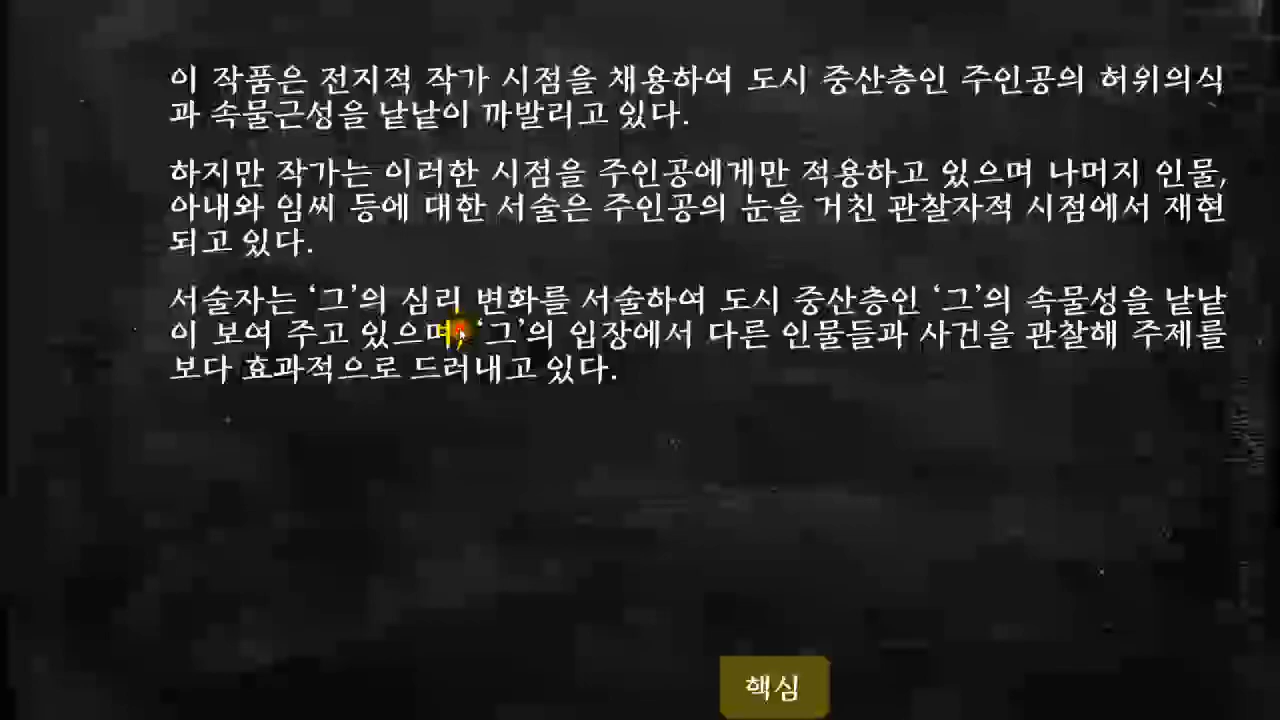 이 작품은 전지적 작가 시점을 채용하여 도시 중산층인 주인공의 허위의식
과 속물근성을 낱낱이 까발리고 있다.
하지만 작가는 이러한 시점을 주인공에게만 적용하고 있으며 나머지 인물,
아내와 임씨 등에 대한 서술은 주인공의 눈을 거친 관찰자적 시점에서 재현
되고 있다.
서술자는 ‘그’의 심리 변화를 서술하여 도시 중산층인 ‘그’의 속물성을 낱낱
이 보여 주고 있으며, ‘그’의 입장에서 다른 인물들과 사건을 관찰해 주제를
보다 효과적으로 드러내고 있다.
핵심